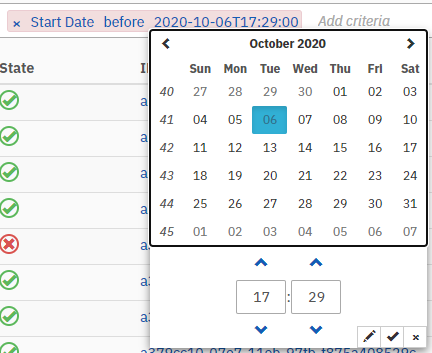 × Start Date before 2020-10-06T17:29:00 Add criteria
October 2020
State
Sun Mon Tue Wed Thu Fri Sat
40 27 28 29 30 01 02 03
41 04 05 06 07 08 09 10
42 11 12 13 14 15 16 17
43 18 19 20 21 22 23 24
44 25 26 27 28 29 30 31
45 01 02 03 04 05 06 07
17 : 29